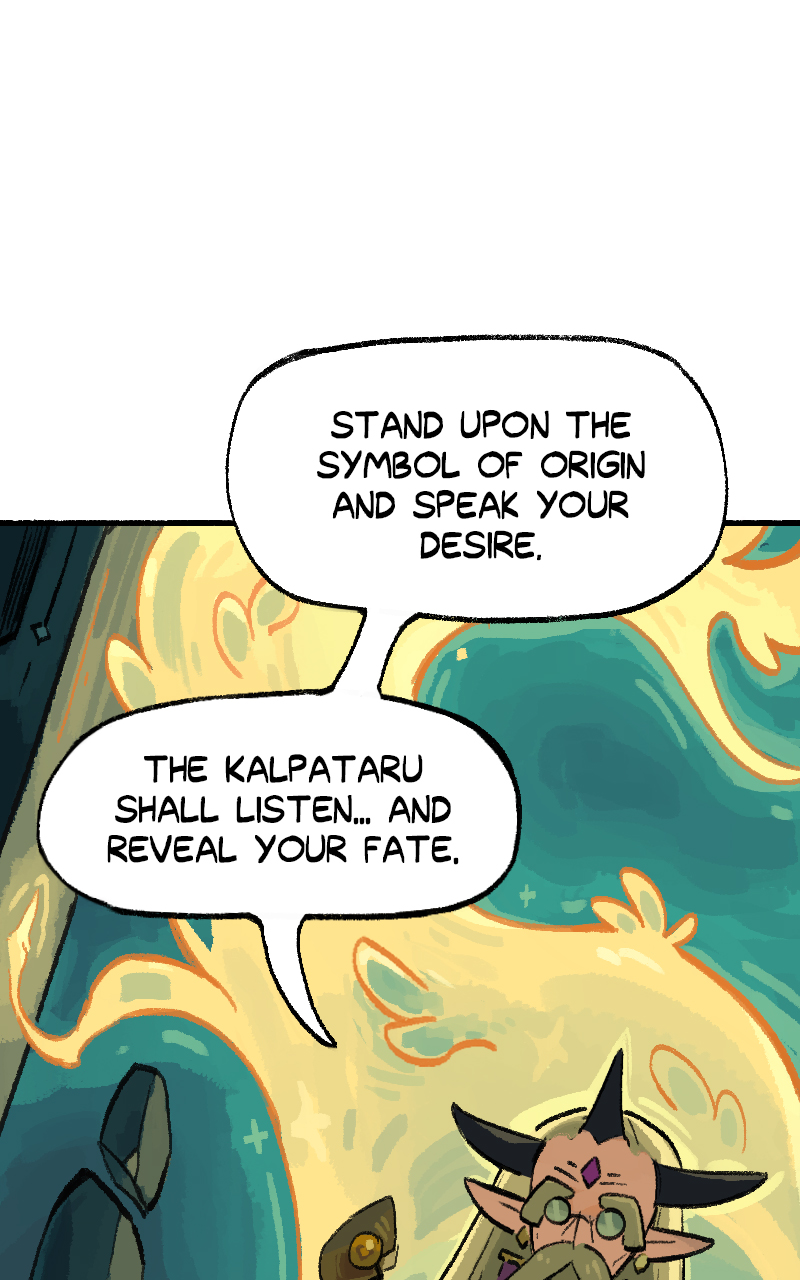 STAND UPON THE
SYMBOL OF ORIGIN
AND SPEAK YOUR
DESIRE.
THE KALPATARU
SHALL LISTEN... AND
REVEAL YOUR FATE.